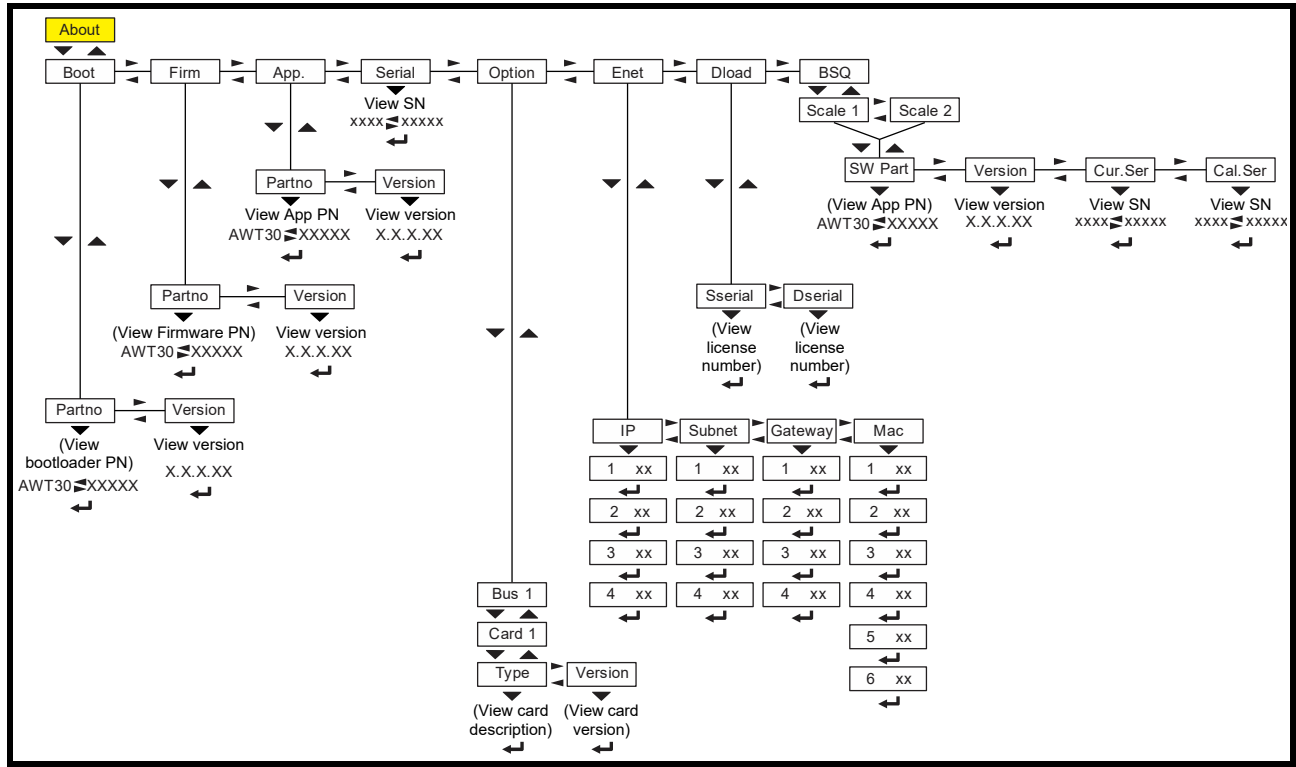 About
Boot Firm App. Serial Option Enet Dload BSQ
View SN
xxxx xxxxx
Scale 1 Scale 2
Partno Version
View App PN View version
AWT30 XXXXX X.X.X.XX
SW Part Version Cur.Ser Cal.Ser
(View App PN) View version View SN View SN
AWT30 XXXXX X.X.X.XX xxxx xxxxx xxxx xxxxx
Partno Version
(View Firmware PN) View version
AWT30 XXXXX X.X.X.XX
Sserial Dserial
(View (View
license license
number) number)
Partno Version
(View View version
bootloader PN)
X.X.X.XX
AWT30 XXXXX
IP Subnet Gateway Mac
1 xx 1 xx 1 xx 1 xx
2 xx 2 xx 2 xx 2 xx
3 xx 3 xx 3 xx 3 xx
4 xx 4 xx 4 xx 4 xx
5 xx
6 xx
Bus 1
Card 1
Type Version
(View card (View card
description) version)